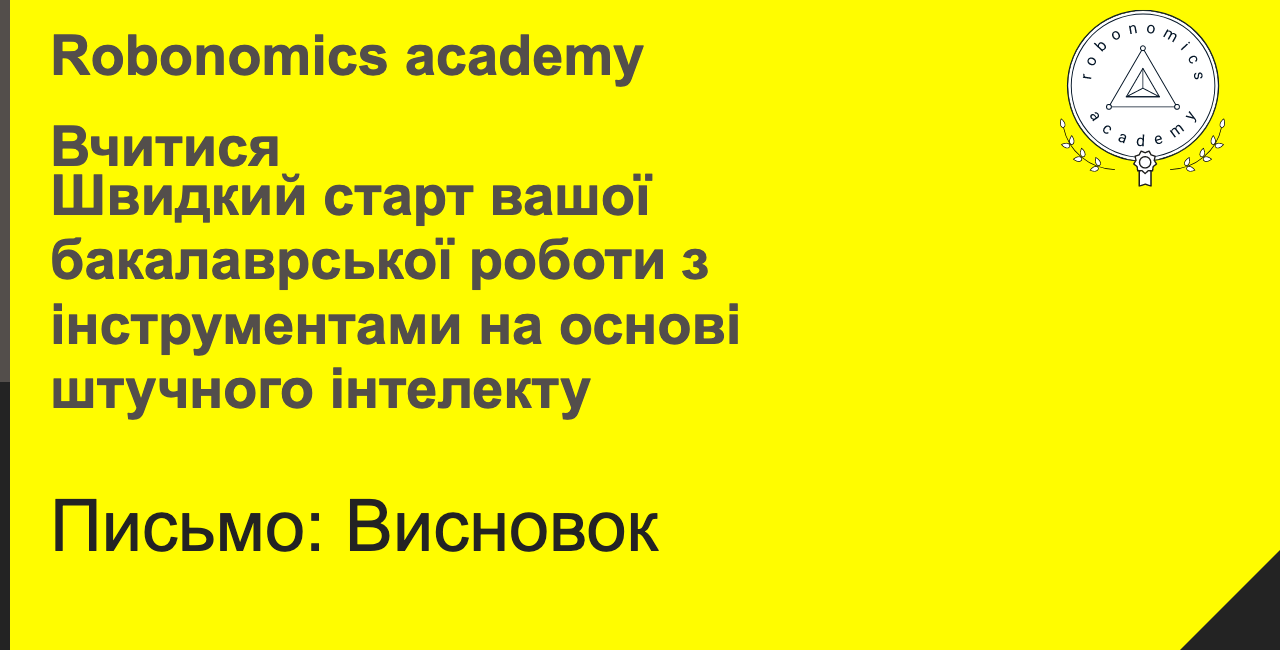 Robonomics academy
robonomics
academy
Вчитися
Швидкий старт вашої
бакалаврської роботи з
інструментами на основі
штучного інтелекту
Письмо: Висновок